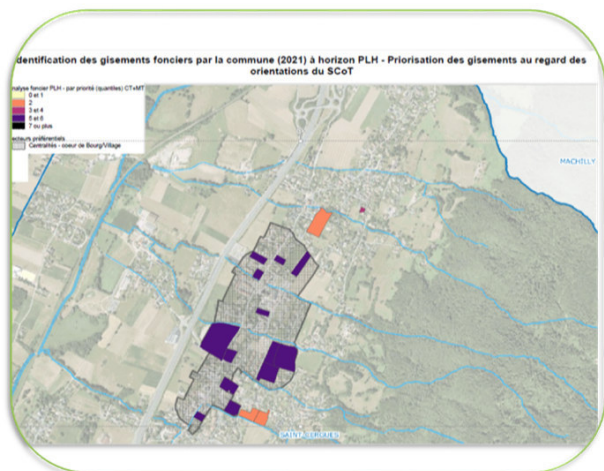 dentification des gisements fonciers par la commune (2021) à horizon PLH - Priorisation des gisements au regard des
orientations du SCoT
nalyse foncier PLH - par priorité (quantiles) CT+MT
0 et 1
2
3 et 4
5 et 6
7 ou plus
ecteurs préférentiels
Centralités - coeur de Bourg/Village
MACHILLY
SAINT-CERGUES